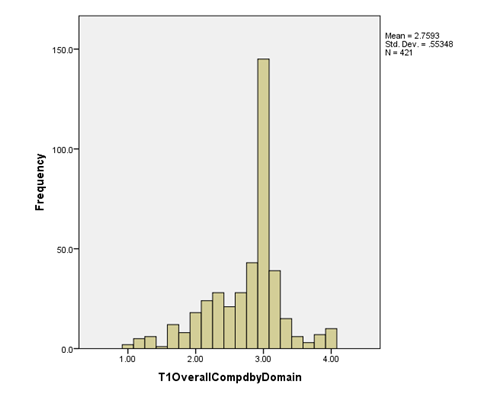 Mean = 2.7593
Std. Dev. = .55348
N = 421
150.0
100.0
50.0
0.0
Frequency
1.00 2.00 3.00 4.00
T1OverallCompdbyDomain